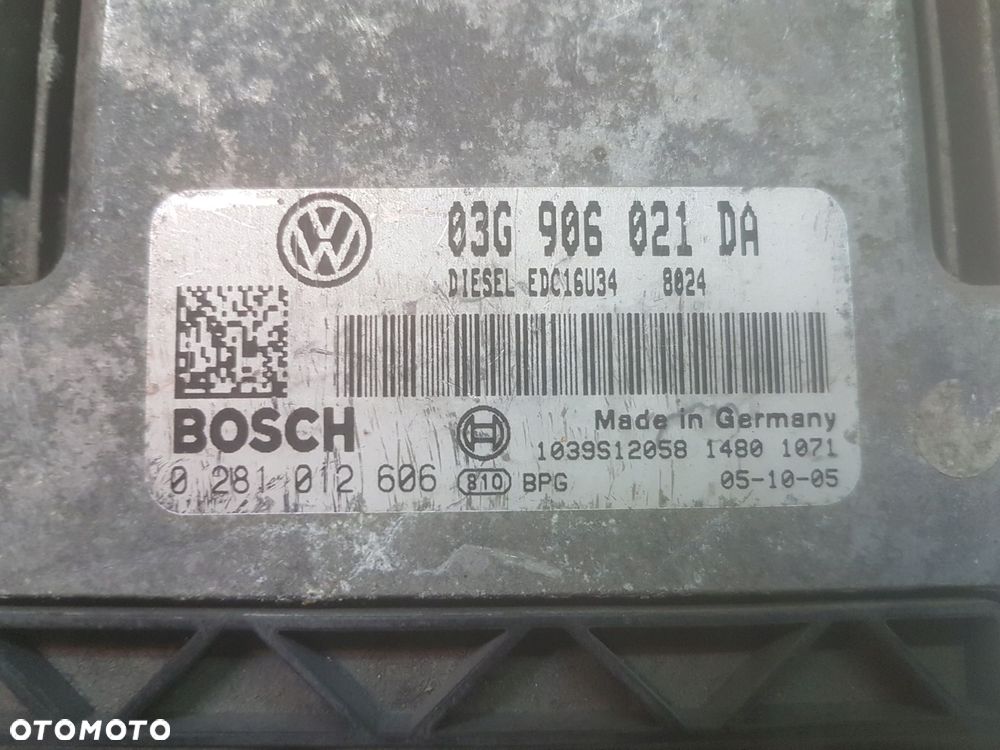 03G 906 021 DA
DIESEL EDC16U34 8024
BOSCH
Made in Germany
1039S12058 1480 1071
0 281 012 606 810 BPG 05-10-05
OTOMOTO